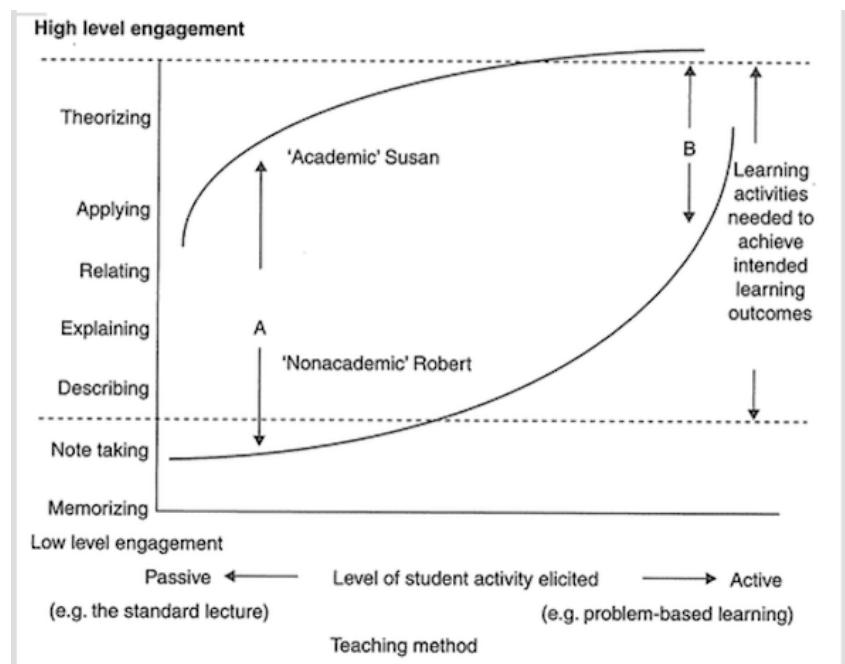 High level engagement
Theorizing
'Academic' Susan
B
Learning
activities
needed to
achieve
intended
learning
outcomes
Applying
Relating
Explaining
A
'Nonacademic' Robert
Describing
Note taking
Memorizing
Low level engagement
Passive Level of student activity elicited Active
(e.g. the standard lecture) (e.g. problem-based learning)
Teaching method